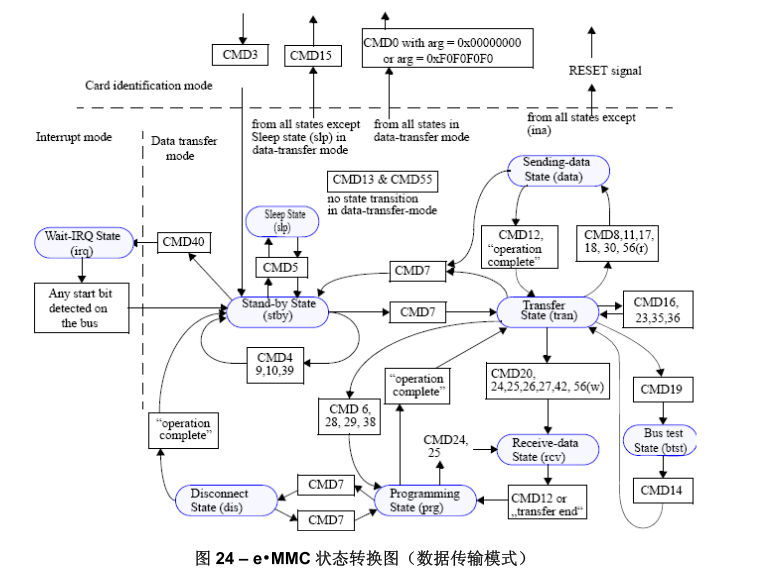 CMD3
CMD15
CMD0 with arg = 0x00000000
or arg = 0xF0F0F0F0
RESET signal
Card identification mode
from all states except
Sleep state (slp) in
data-transfer mode
from all states in
data-transfer mode
from all states except
(ina)
Interrupt mode
Data transfer
mode
CMD13 & CMD55
no state transition
in data-transfer-mode
Sending-data
State (data)
Sleep State
(slp)
Wait-IRQ State
(irq)
CMD40
CMD12,
“operation
complete”
CMD8,11,17,
18, 30, 56(r)
CMD5
CMD7
Any start bit
detected on
the bus
Stand-by State
(stby)
CMD7
Transfer
State (tran)
CMD16,
23,35,36
CMD4
9,10,39
“operation
complete”
CMD20,
24,25,26,27,42, 56(w)
CMD19
“operation
complete”
CMD 6,
28, 29, 38
CMD24,
25
Receive-data
State (rcv)
Bus test
State (btst)
CMD7
Disconnect
State (dis)
Programming
State (prg)
CMD12 or
„transfer end“
CMD14
CMD7
图 24 – e•MMC 状态转换图（数据传输模式）